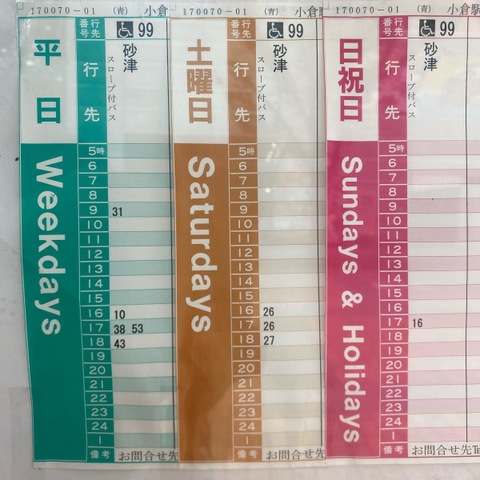 170070-01 (青) 小倉
平日 Weekdays
行先番号 99
行先 砂津
スロープ付バス
5時
6
7
8
9 31
10
11
12
13
14
15
16 10
17 38 53
18 43
19
20
21
22
23
24
1
備考 お問合せ先
170070-01 (青) 小倉
土曜日 Saturdays
行先番号 99
行先 砂津
スロープ付バス
5時
6
7
8
9
10
11
12
13
14
15
16 26
17 26
18 27
19
20
21
22
23
24
1
備考 お問合せ先
170070-01 (青) 小倉駅
日祝日 Sundays & Holidays
行先番号 99
行先 砂津
スロープ付バス
5時
6
7
8
9
10
11
12
13
14
15
16
17 16
18
19
20
21
22
23
24
1
備考 お問合せ先 Tel